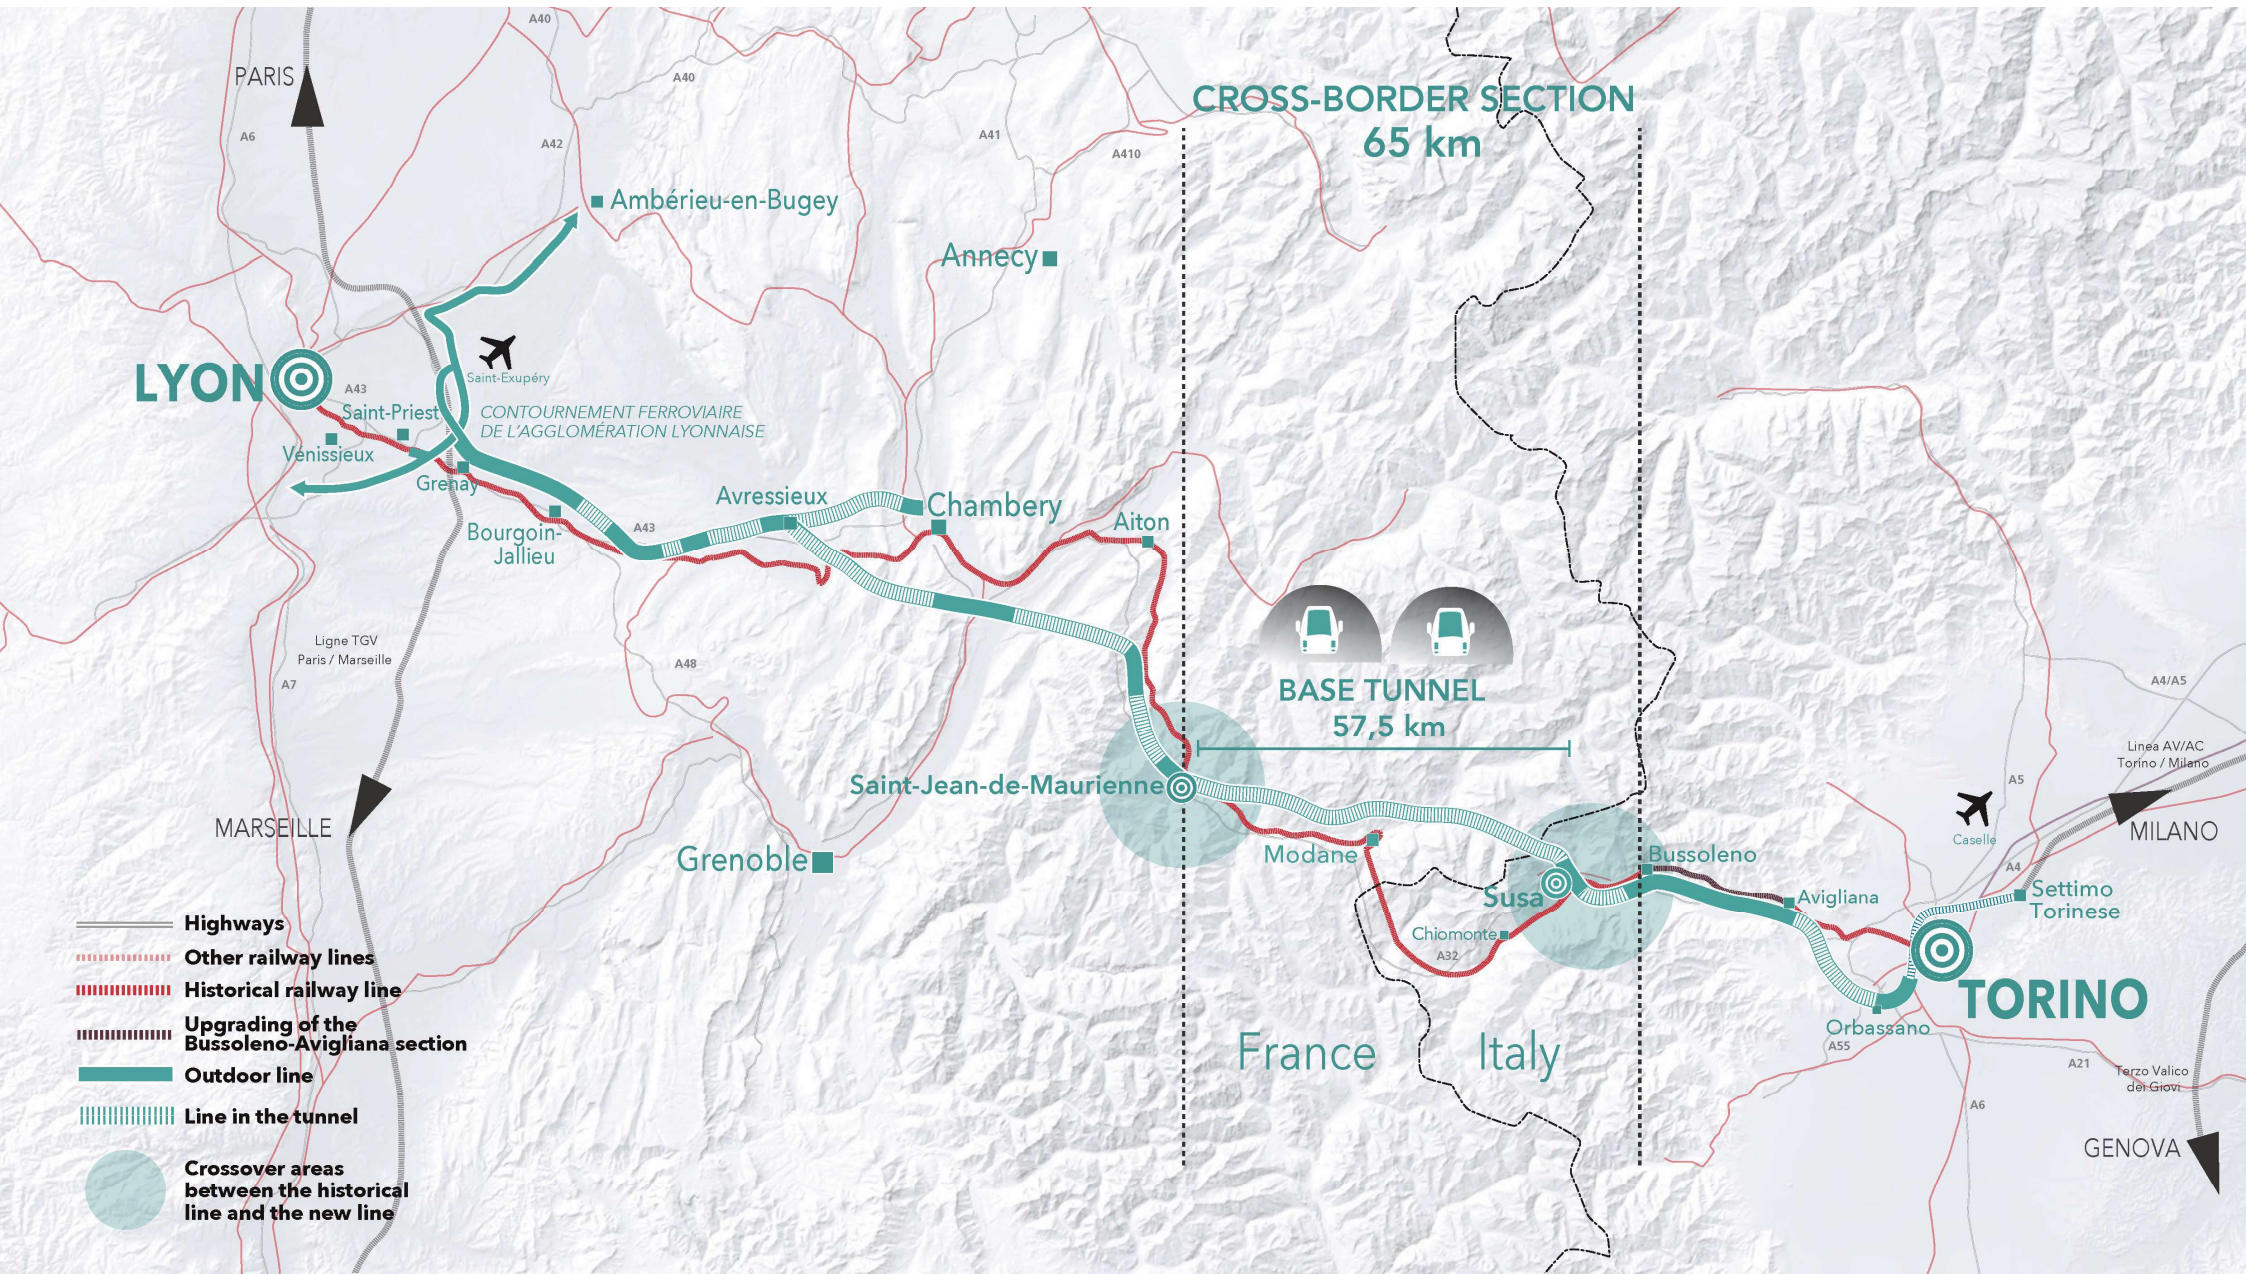 A40
PARIS
A40
CROSS-BORDER SECTION
65 km
A6
A42
A41
A410
Ambérieu-en-Bugey
Annecy
LYON
A43
Saint-Exupéry
Saint-Priest
CONTOURNEMENT FERROVIAIRE
DE L'AGGLOMÉRATION LYONNAISE
Vénissieux
Grenay
Avressieux
Chambery
Aiton
A43
Bourgoin-
Jallieu
Ligne TGV
Paris / Marseille
A48
A7
BASE TUNNEL
57,5 km
A4/A5
Linea AV/AC
Torino / Milano
A5
Saint-Jean-de-Maurienne
MARSEILLE
MILANO
Caselle
Grenoble
Modane
Bussoleno
A4
Susa
Avigliana
Settimo
Torinese
Chiomonte
A32
TORINO
Orbassano
A55
France
Italy
A21
Terzo Valico
dei Giovi
A6
GENOVA
Highways
Other railway lines
Historical railway line
Upgrading of the
Bussoleno-Avigliana section
Outdoor line
Line in the tunnel
Crossover areas
between the historical
line and the new line